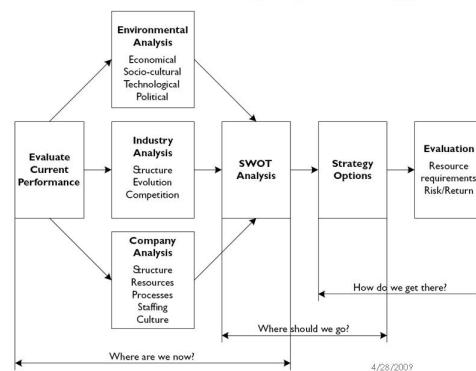 Environmental
Analysis
Economical
Socio-cultural
Technological
Political
Evaluate
Current
Performance
Industry
Analysis
Structure
Evolution
Competition
Company
Analysis
Structure
Resources
Processes
Staffing
Culture
SWOT
Analysis
Strategy
Options
Evaluation
Resource
requirements
Risk/Return
How do we get there?
Where should we go?
Where are we now?
4/28/2009